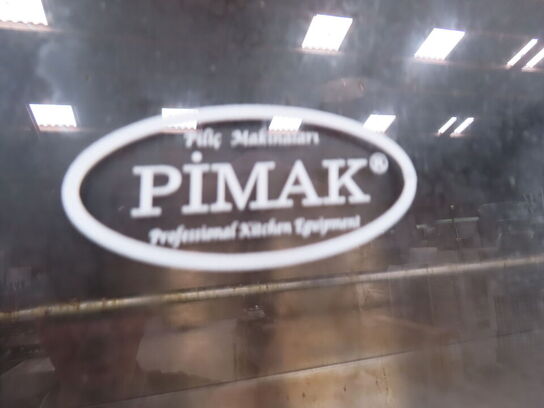 Piliç Makinaları
PİMAK®
Professional Kitchen Equipment